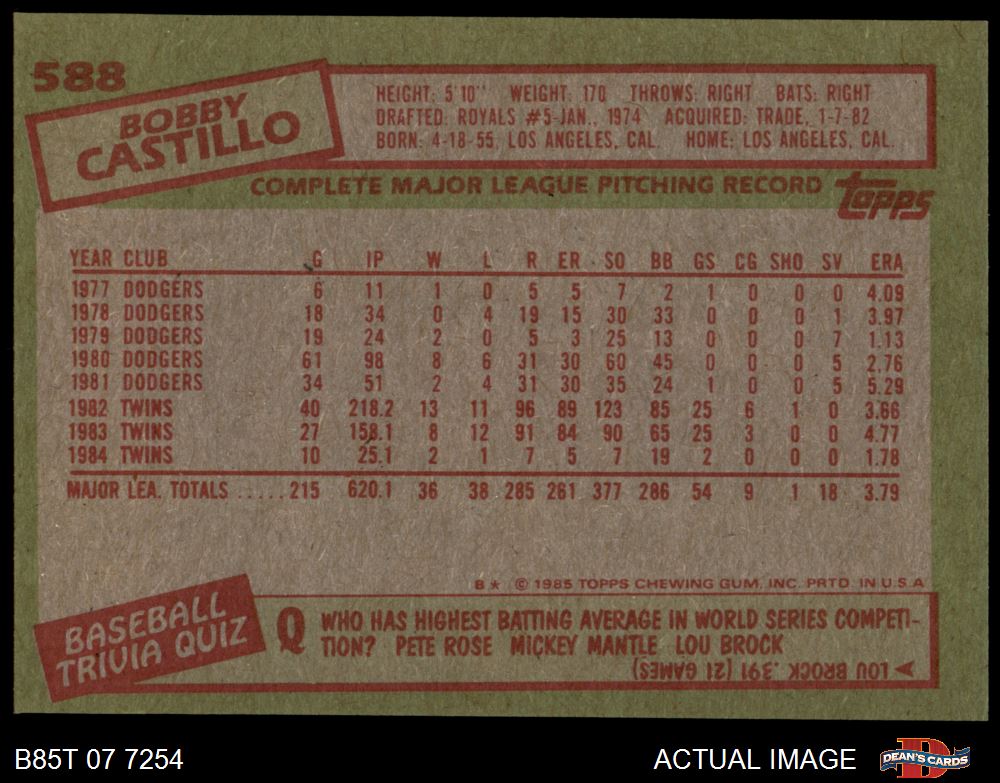 588
BOBBY
CASTILLO
HEIGHT: 5'10" WEIGHT: 170 THROWS: RIGHT BATS: RIGHT
DRAFTED: ROYALS #5-JAN., 1974 ACQUIRED: TRADE, 1-7-82
BORN: 4-18-55, LOS ANGELES, CAL. HOME: LOS ANGELES, CAL.
COMPLETE MAJOR LEAGUE PITCHING RECORD
topps
YEAR CLUB G IP W L R ER SO BB GS CG SHO SV ERA
1977 DODGERS 6 11 1 0 5 5 7 2 1 0 0 0 4.09
1978 DODGERS 18 34 0 4 19 15 30 33 0 0 0 1 3.97
1979 DODGERS 19 24 2 0 5 3 25 13 0 0 0 7 1.13
1980 DODGERS 61 98 8 6 31 30 60 45 0 0 0 5 2.76
1981 DODGERS 34 51 2 4 31 30 35 24 1 0 0 5 5.29
1982 TWINS 40 218.2 13 11 96 89 123 85 25 6 1 0 3.66
1983 TWINS 27 158.1 8 12 91 84 90 65 25 3 0 0 4.77
1984 TWINS 10 25.1 2 1 7 5 7 19 2 0 0 0 1.78
MAJOR LEA. TOTALS ..... 215 620.1 36 38 285 261 377 286 54 9 1 18 3.79
B* © 1985 TOPPS CHEWING GUM, INC. PRTD. IN U.S.A
BASEBALL
TRIVIA QUIZ
Q WHO HAS HIGHEST BATTING AVERAGE IN WORLD SERIES COMPETI-
TION? PETE ROSE MICKEY MANTLE LOU BROCK
LOU BROCK .391 (21 GAMES)
B85T 07 7254
ACTUAL IMAGE
D
DEAN'S CARDS